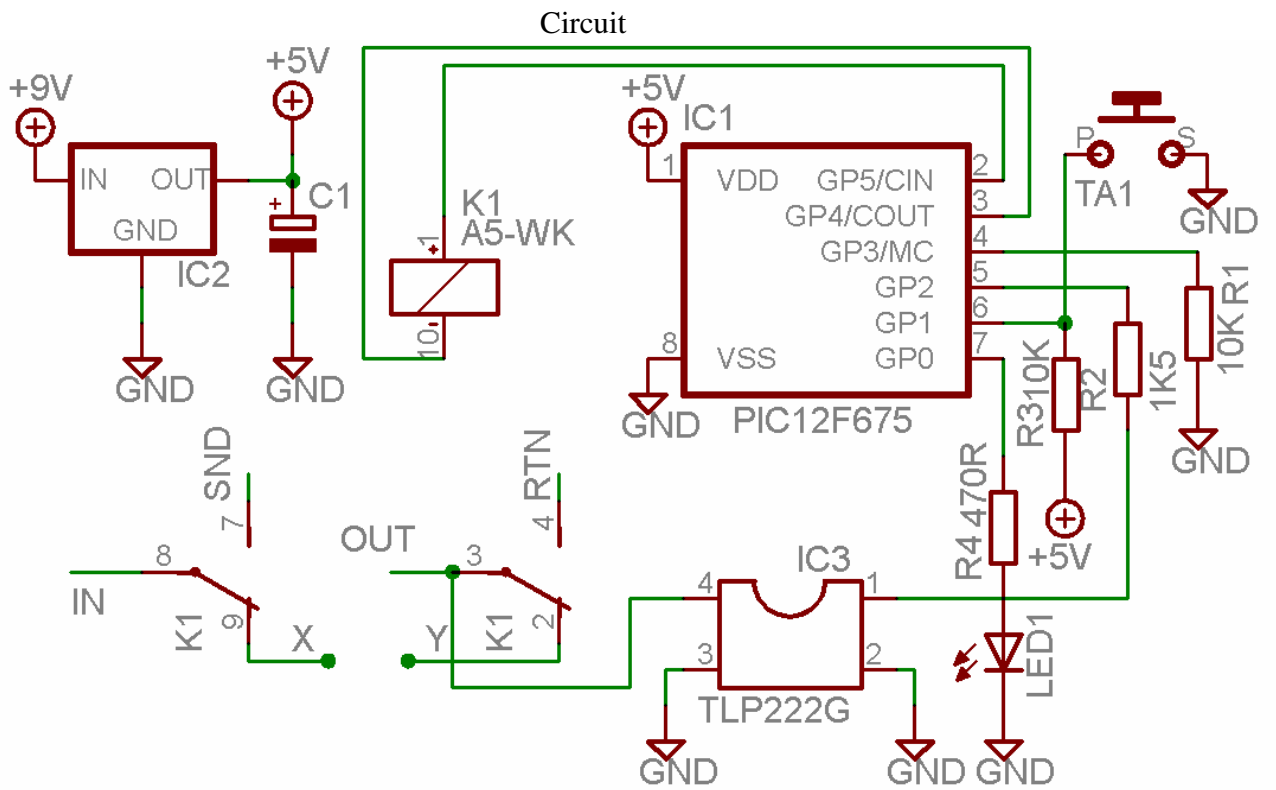 Circuit
+9V
+5V
IN
OUT
GND
IC2
C1
+
GND
GND
K1
A5-WK
1
+
-
10
+5V
IC1
1
VDD
GP5/CIN
2
GP4/COUT
3
GP3/MC
4
GP2
5
GP1
6
8
VSS
GP0
7
GND
PIC12F675
P
S
TA1
GND
10K R1
GND
R2
1K5
R3
10K
+5V
R4 470R
LED1
GND
SND
7
8
IN
K1
9
X
RTN
4
OUT
3
K1
2
Y
IC3
4
1
3
2
TLP222G
GND
GND